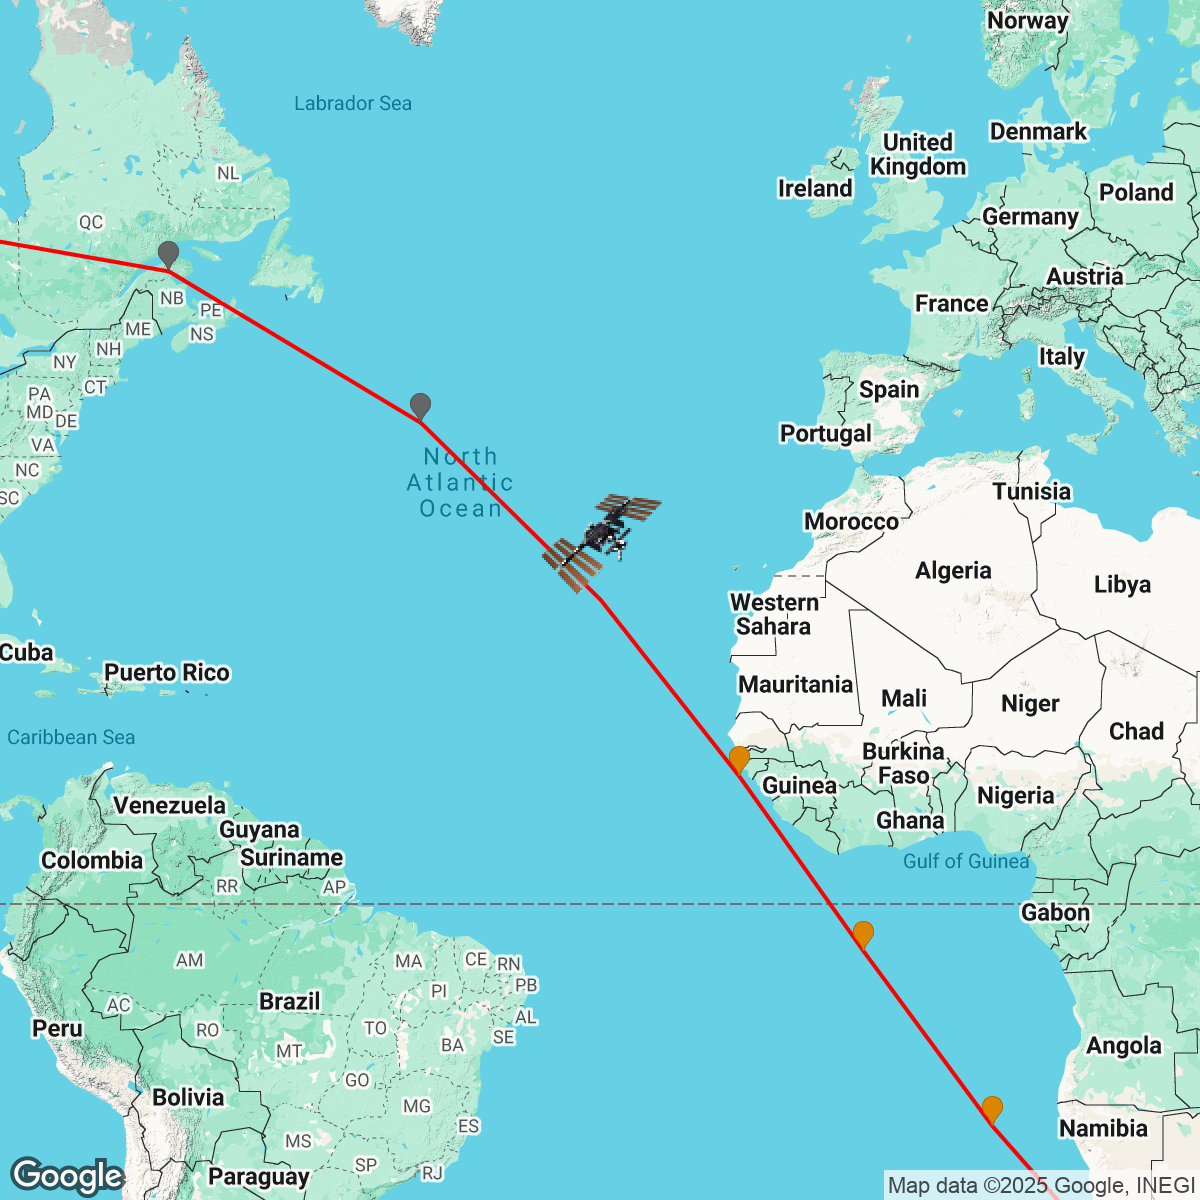 Norway
Labrador Sea
Denmark
United
Kingdom
NL
Ireland
Poland
QC
Germany
Austria
NB
PE
France
ME
NS
NH
Italy
NY
CT
Spain
PA
MD
DE
Portugal
VA
North
Atlantic
Ocean
NC
SC
Tunisia
Morocco
Algeria
Libya
Western
Sahara
Cuba
Puerto Rico
Mauritania
Mali
Niger
Chad
Caribbean Sea
Burkina
Faso
Guinea
Nigeria
Venezuela
Ghana
Guyana
Suriname
Colombia
Gulf of Guinea
RR
AP
Gabon
AM
MA
CE
RN
PI
PB
AC
Brazil
AL
Peru
RO
TO
SE
BA
MT
Angola
GO
Bolivia
MG
ES
Namibia
MS
SP
RJ
Paraguay
Google
Map data ©2025 Google, INEGI